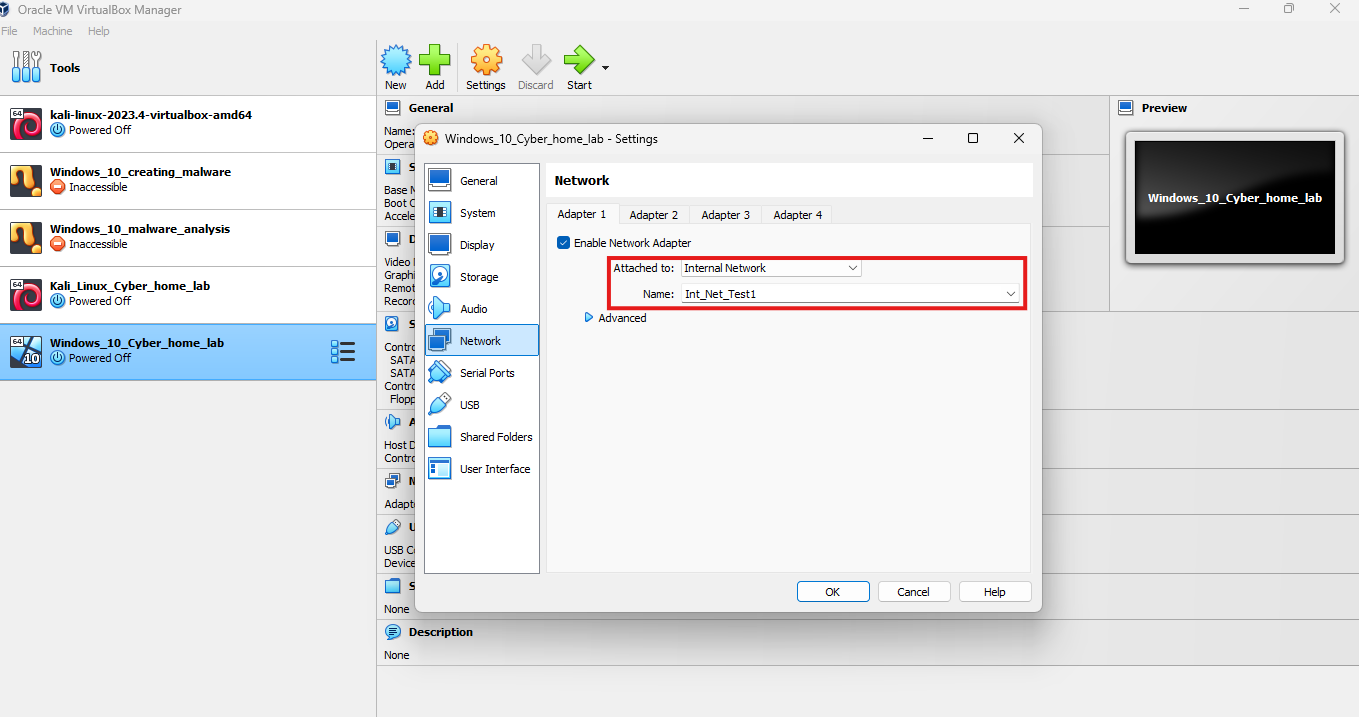 Oracle VM VirtualBox Manager
File Machine Help
Tools
64
kali-linux-2023.4-virtualbox-amd64
Powered Off
Windows_10_creating_malware
Inaccessible
Windows_10_malware_analysis
Inaccessible
64
Kali_Linux_Cyber_home_lab
Powered Off
64
10
Windows_10_Cyber_home_lab
Powered Off
New Add Settings Discard Start
General
Name:
Opera
S
Base M
Boot O
Accele
D
Video
Graphi
Remot
Record
S
Contro
SATA
SATA
Contro
Flopp
A
Host D
Contro
N
Adapt
U
USB Co
Device
S
None
Description
None
Preview
Windows_10_Cyber_home_lab
Windows_10_Cyber_home_lab - Settings
General
System
Display
Storage
Audio
Network
Serial Ports
USB
Shared Folders
User Interface
Network
Adapter 1 Adapter 2 Adapter 3 Adapter 4
Enable Network Adapter
Attached to: Internal Network
Name: Int_Net_Test1
Advanced
OK Cancel Help